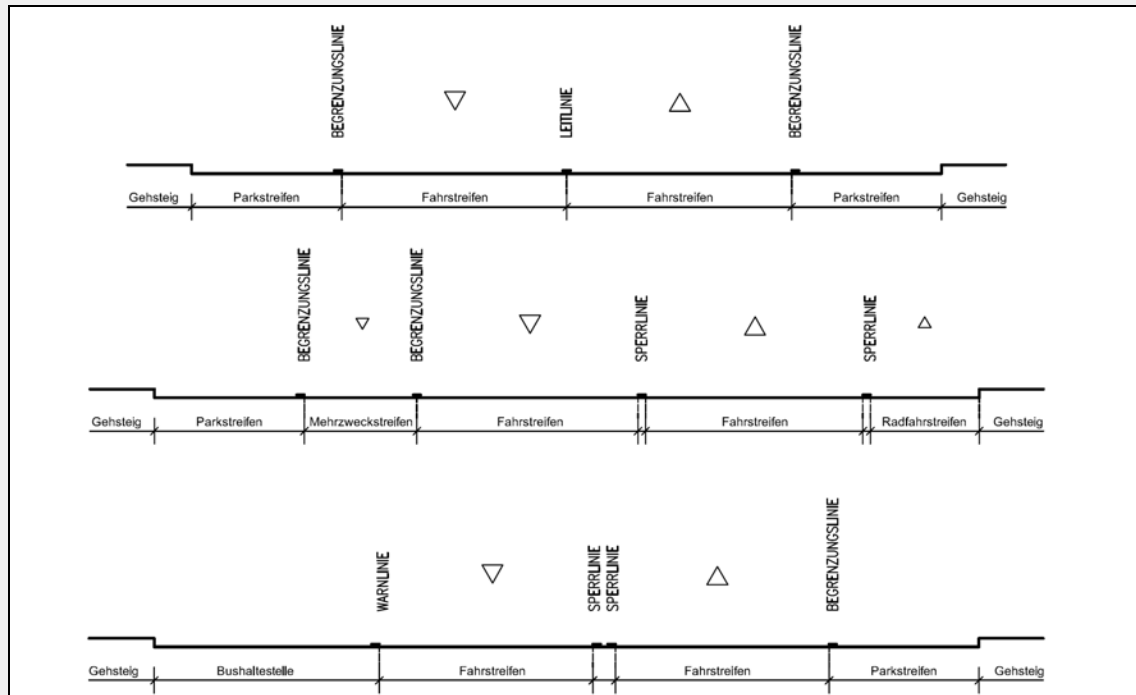 BEGRENZUNGSLINIE
LEITLINIE
BEGRENZUNGSLINIE
Gehsteig Parkstreifen Fahrstreifen Fahrstreifen Parkstreifen Gehsteig
BEGRENZUNGSLINIE
BEGRENZUNGSLINIE
SPERRLINIE
SPERRLINIE
Gehsteig Parkstreifen Mehrzweckstreifen Fahrstreifen Fahrstreifen Radfahrstreifen Gehsteig
WARNLINIE
SPERRLINIE
SPERRLINIE
BEGRENZUNGSLINIE
Gehsteig Bushaltestelle Fahrstreifen Fahrstreifen Parkstreifen Gehsteig